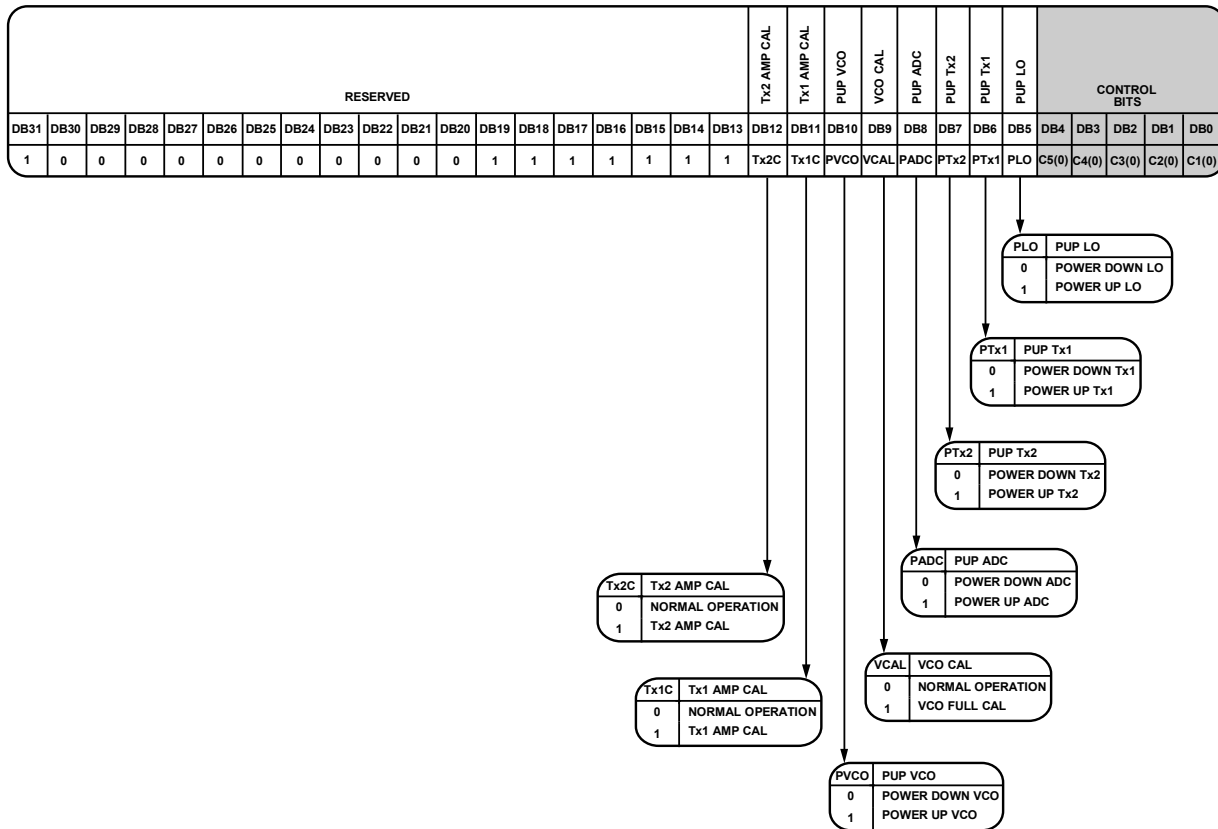 RESERVED
Tx2 AMP CAL
Tx1 AMP CAL
PUP VCO
VCO CAL
PUP ADC
PUP Tx2
PUP Tx1
PUP LO
CONTROL
BITS
DB31 DB30 DB29 DB28 DB27 DB26 DB25 DB24 DB23 DB22 DB21 DB20 DB19 DB18 DB17 DB16 DB15 DB14 DB13 DB12 DB11 DB10 DB9 DB8 DB7 DB6 DB5 DB4 DB3 DB2 DB1 DB0
1 0 0 0 0 0 0 0 0 0 0 0 1 1 1 1 1 1 1 Tx2C Tx1C PVCO VCAL PADC PTx2 PTx1 PLO C5(0) C4(0) C3(0) C2(0) C1(0)
PLO PUP LO
0 POWER DOWN LO
1 POWER UP LO
PTx1 PUP Tx1
0 POWER DOWN Tx1
1 POWER UP Tx1
PTx2 PUP Tx2
0 POWER DOWN Tx2
1 POWER UP Tx2
PADC PUP ADC
0 POWER DOWN ADC
1 POWER UP ADC
Tx2C Tx2 AMP CAL
0 NORMAL OPERATION
1 Tx2 AMP CAL
VCAL VCO CAL
0 NORMAL OPERATION
1 VCO FULL CAL
Tx1C Tx1 AMP CAL
0 NORMAL OPERATION
1 Tx1 AMP CAL
PVCO PUP VCO
0 POWER DOWN VCO
1 POWER UP VCO